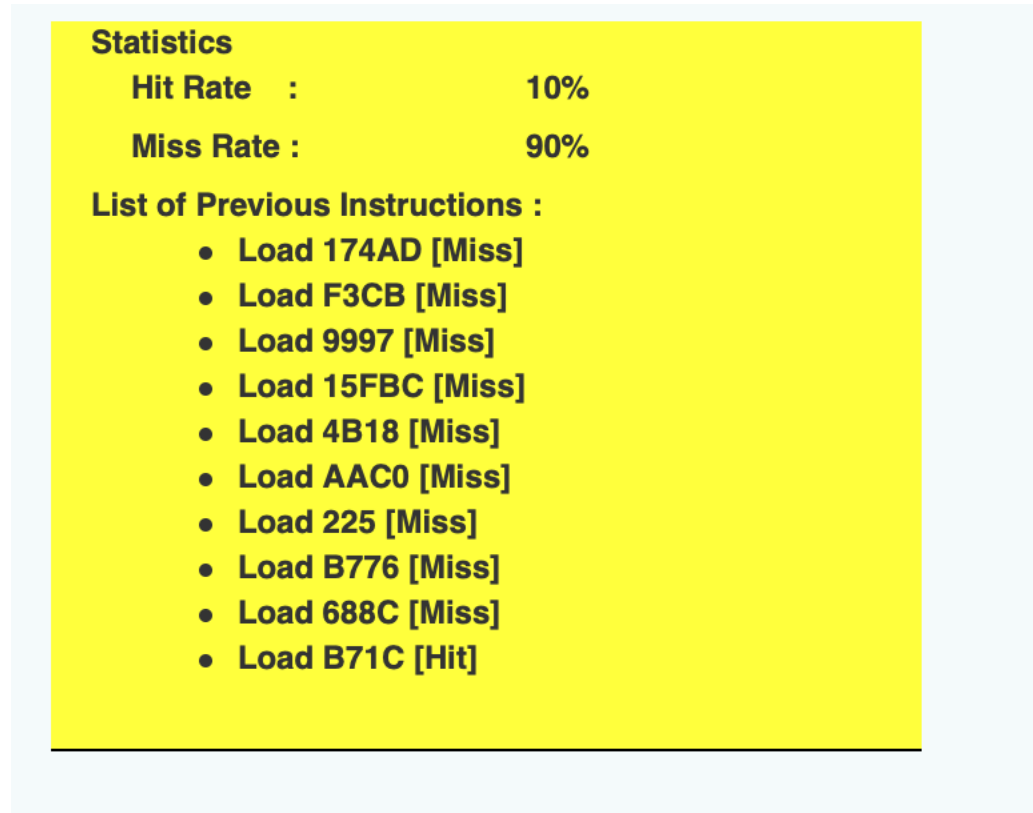 Statistics
Hit Rate : 10%
Miss Rate : 90%
List of Previous Instructions :
• Load 174AD [Miss]
• Load F3CB [Miss]
• Load 9997 [Miss]
• Load 15FBC [Miss]
• Load 4B18 [Miss]
• Load AAC0 [Miss]
• Load 225 [Miss]
• Load B776 [Miss]
• Load 688C [Miss]
• Load B71C [Hit]